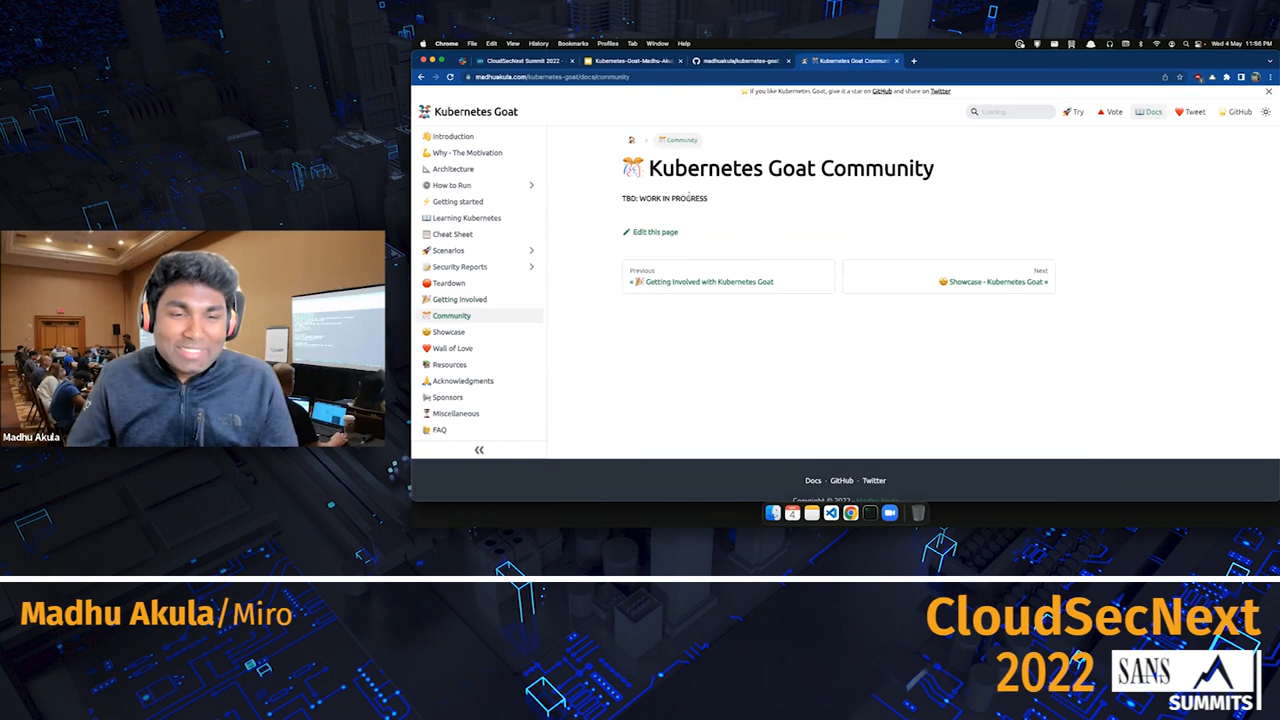 Chrome File Edit View History Bookmarks Profiles Tab Window Help
Wed 4 May 11:56 PM
CloudSecNext Summit 2022 -
Kubernetes-Goat-Madhu-Aku
madhuakula/kubernetes-goat
Kubernetes Goat Commun
madhuakula.com/kubernetes-goat/docs/community
If you like Kubernetes Goat, give it a star on GitHub and share on Twitter
Kubernetes Goat
Loading...
Try
Vote
Docs
Tweet
GitHub
Introduction
Why - The Motivation
Architecture
How to Run
Getting started
Learning Kubernetes
Cheat Sheet
Scenarios
Security Reports
Teardown
Getting Involved
Community
Showcase
Wall of Love
Resources
Acknowledgments
Sponsors
Miscellaneous
FAQ
Community
Kubernetes Goat Community
TBD: WORK IN PROGRESS
Edit this page
Previous
« Getting Involved with Kubernetes Goat
Next
Showcase - Kubernetes Goat »
Docs · GitHub · Twitter
Copyright © 2022 - Madhu Akula
4
Madhu Akula
Madhu Akula/Miro
CloudSecNext
2022
SANS
SUMMITS